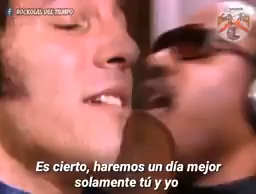 ROCKOLAS DEL TIEMPO
Es cierto, haremos un día mejor
solamente tú y yo